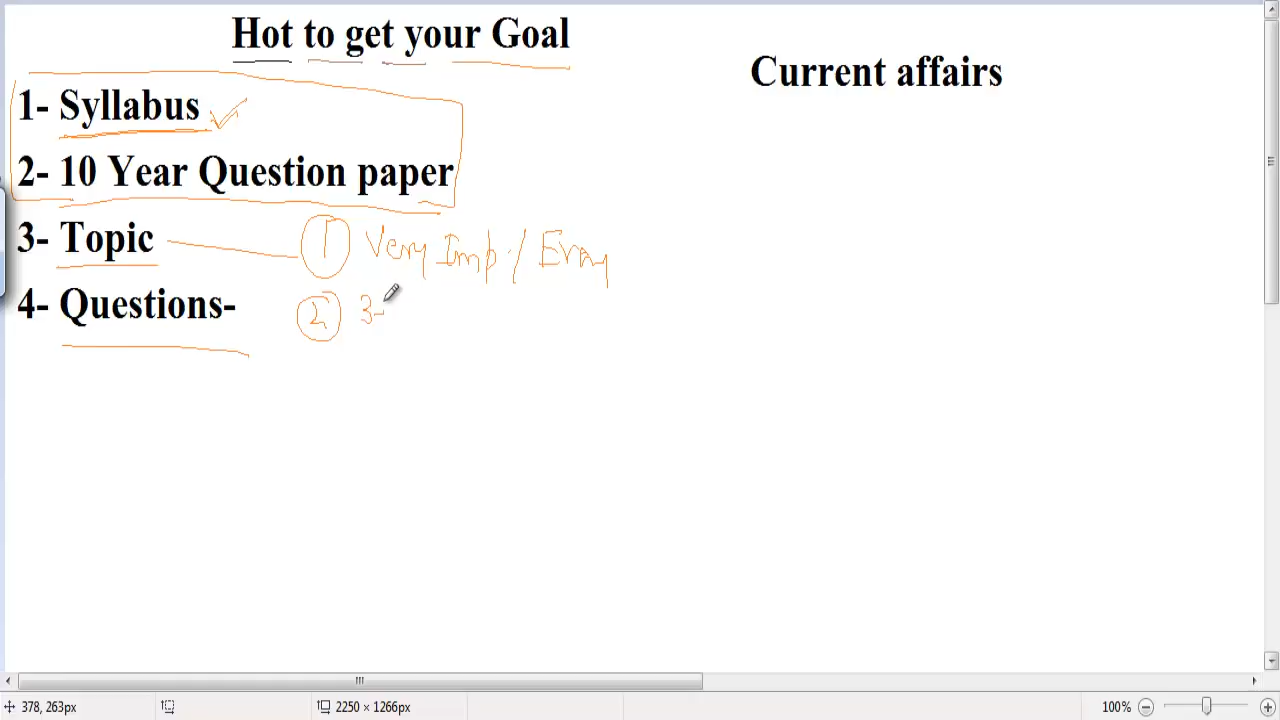 Hot to get your Goal
Current affairs
1- Syllabus
2- 10 Year Question paper
3- Topic
1 Very Imp./ Evay
4- Questions-
2 3-
378, 263px
2250 × 1266px
100%